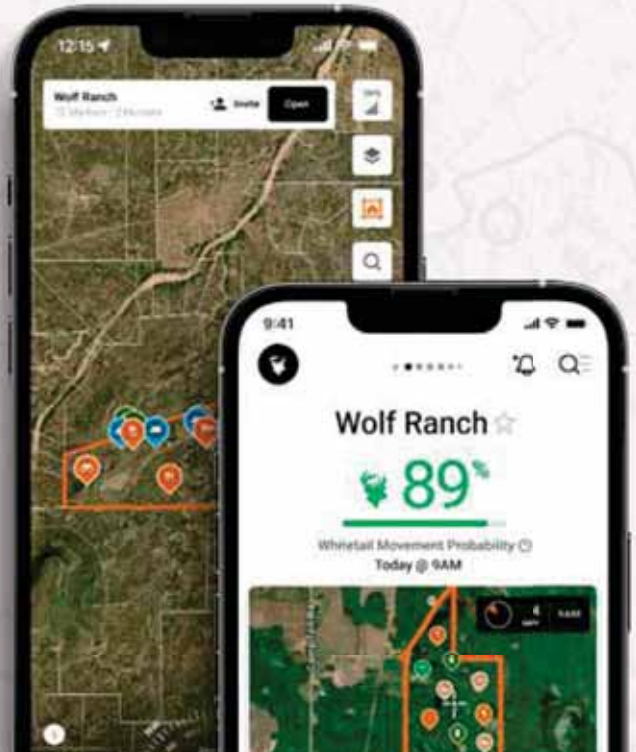 12:15
Wolf Ranch
Invite
Open
9:41
Wolf Ranch
89%
Whitetail Movement Probability
Today @ 9AM